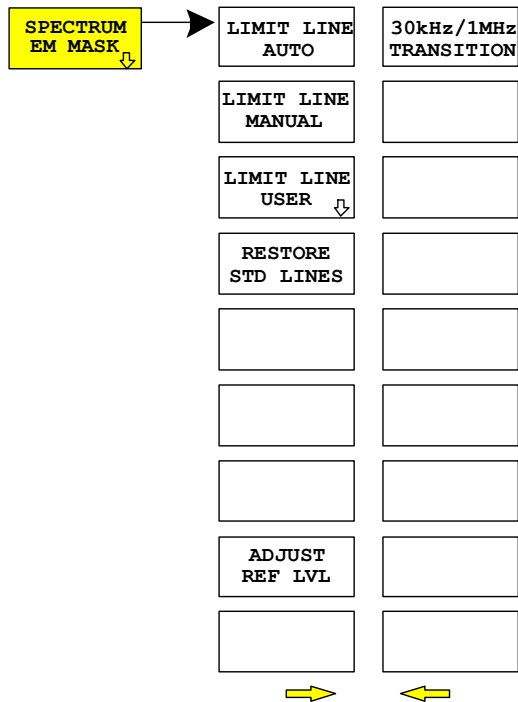 SPECTRUM
EM MASK
LIMIT LINE
AUTO
30kHz/1MHz
TRANSITION
LIMIT LINE
MANUAL
LIMIT LINE
USER
RESTORE
STD LINES
ADJUST
REF LVL